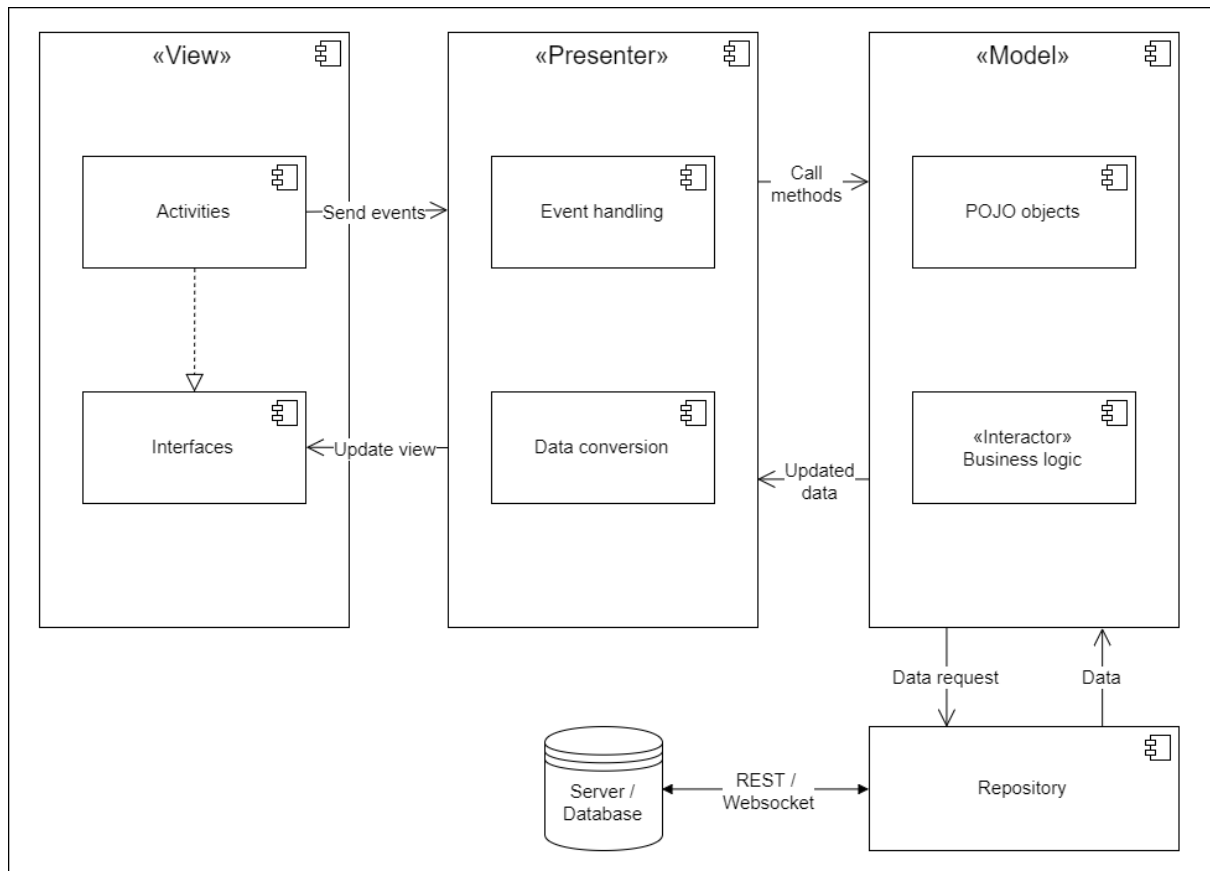 «View»
«Presenter»
«Model»
Activities
Send events
Event handling
Call
methods
POJO objects
Interfaces
Update view
Data conversion
Updated
data
«Interactor»
Business logic
Data request
Data
Server /
Database
REST /
Websocket
Repository